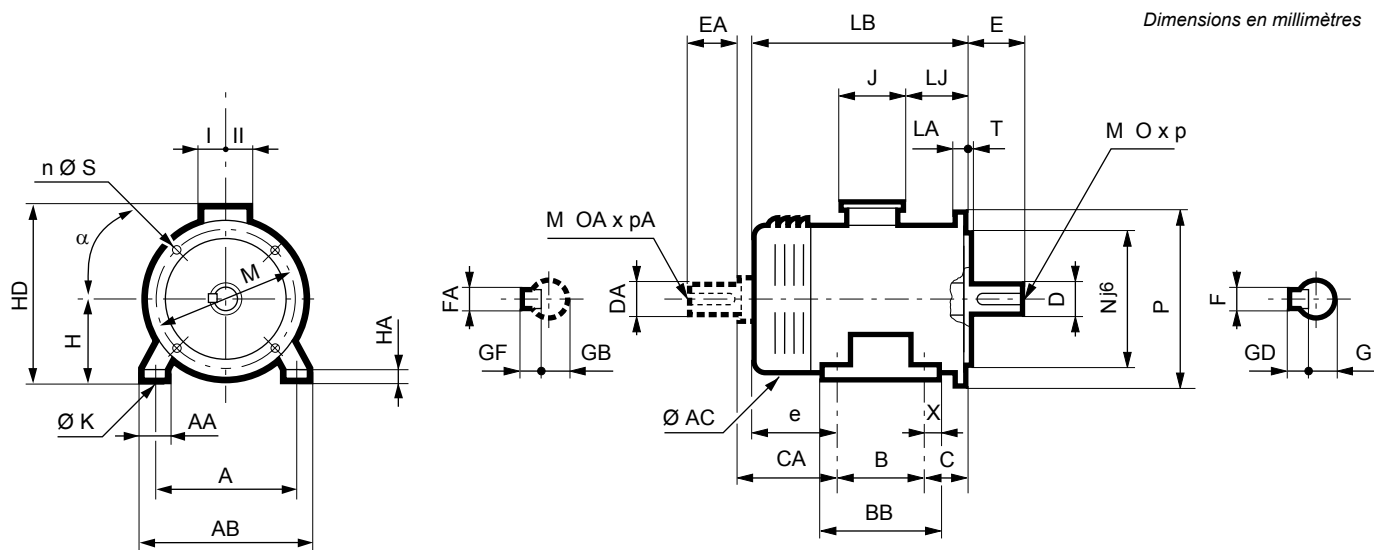 Dimensions en millimètres
EA
LB
E
J
LJ
I
II
LA
T
M O x p
n Ø S
α
M
M OA x pA
HD
H
HA
FA
DA
D
Nj6
P
F
GF
GB
GD
G
Ø K
AA
Ø AC
e
X
A
CA
B
C
AB
BB